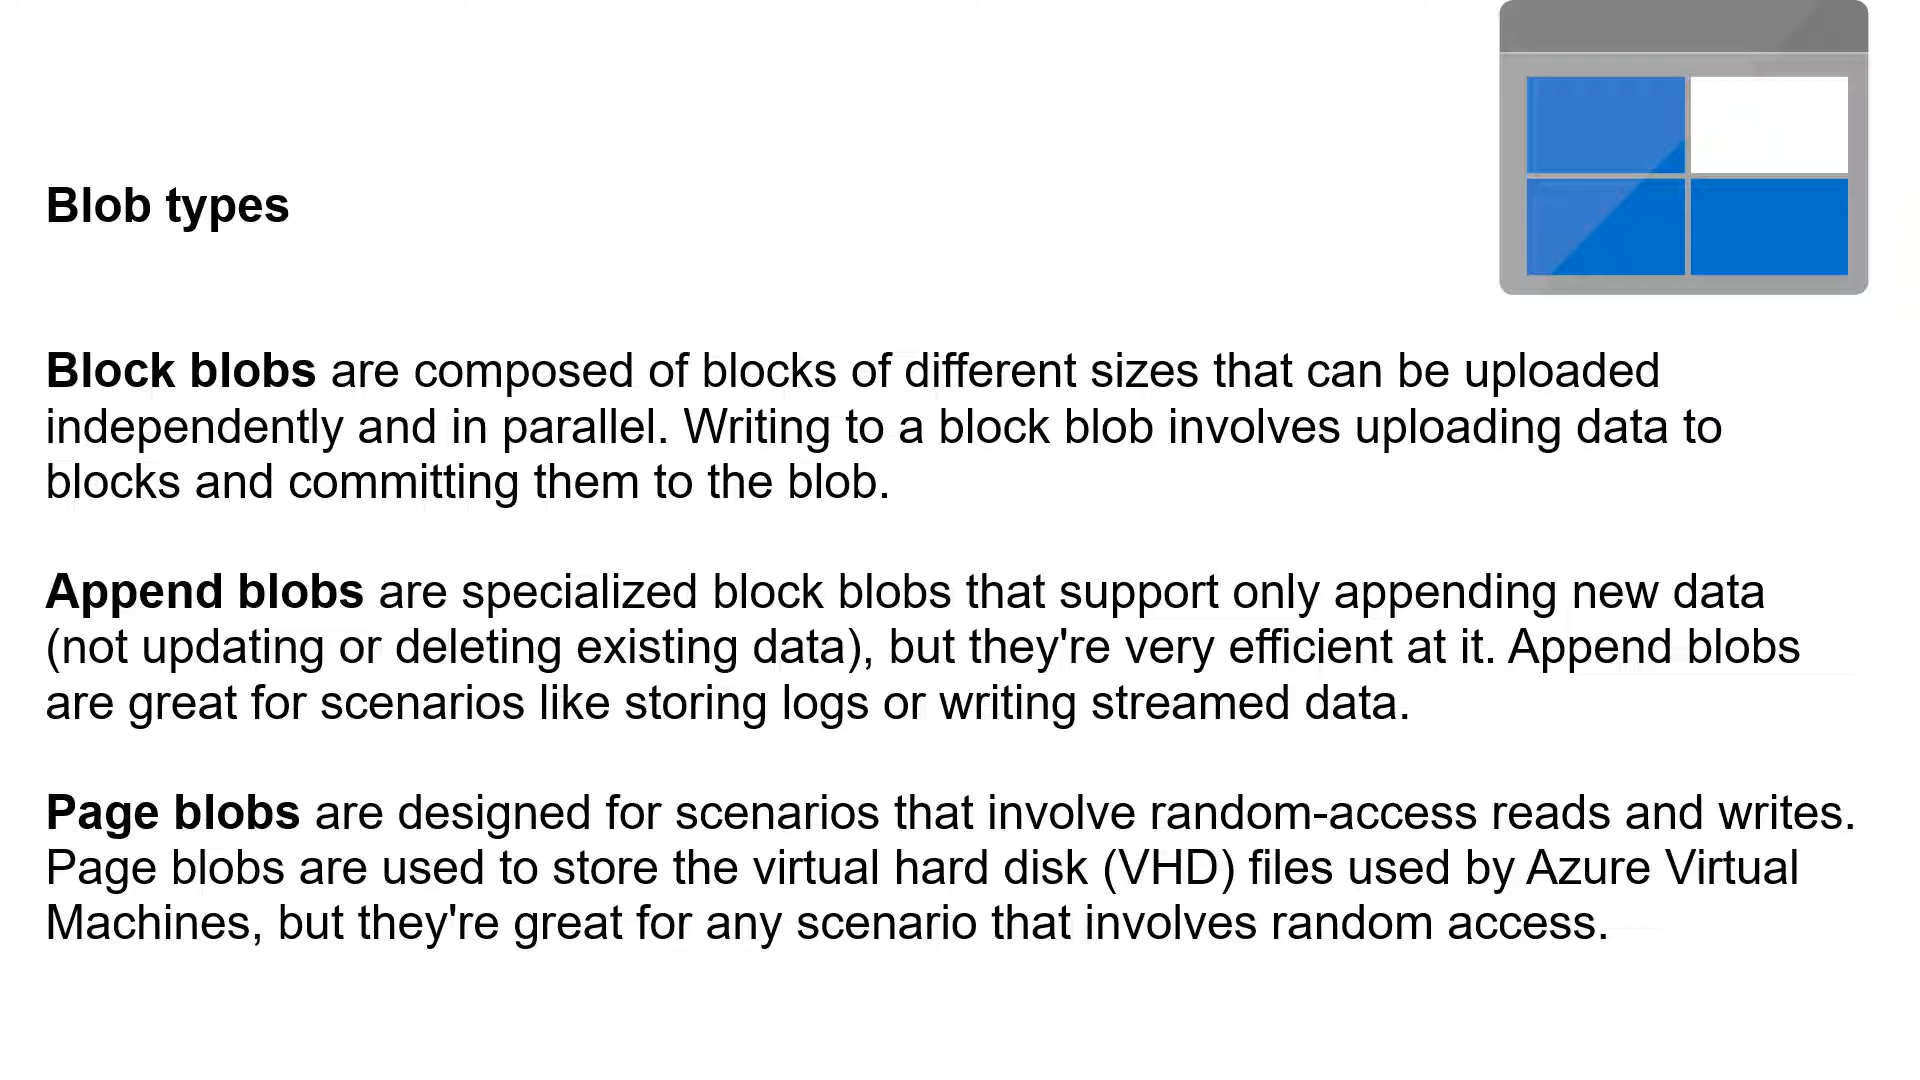 Blob types
Block blobs are composed of blocks of different sizes that can be uploaded
independently and in parallel. Writing to a block blob involves uploading data to
blocks and committing them to the blob.
Append blobs are specialized block blobs that support only appending new data
(not updating or deleting existing data), but they're very efficient at it. Append blobs
are great for scenarios like storing logs or writing streamed data.
Page blobs are designed for scenarios that involve random-access reads and writes.
Page blobs are used to store the virtual hard disk (VHD) files used by Azure Virtual
Machines, but they're great for any scenario that involves random access.